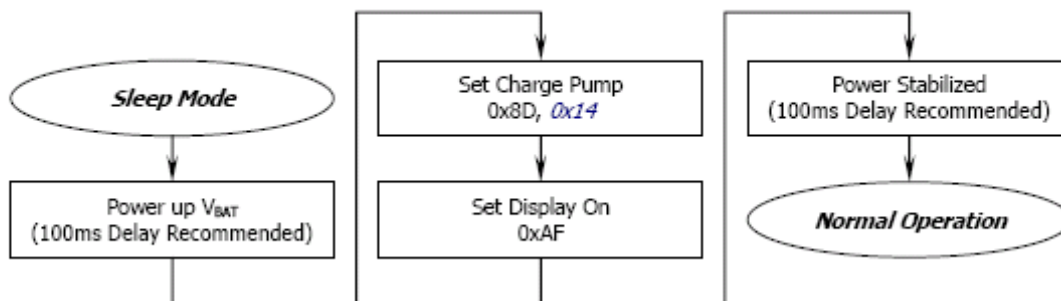 Sleep Mode
Power up VBAT
(100ms Delay Recommended)
Set Charge Pump
0x8D, 0x14
Set Display On
0xAF
Power Stabilized
(100ms Delay Recommended)
Normal Operation